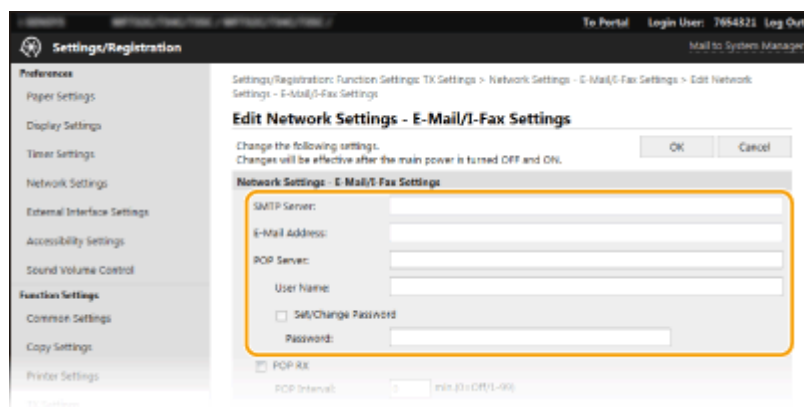 To Portal Login User: 7654321 Log Out
Settings/Registration
Mail to System Manager
Preferences
Paper Settings
Display Settings
Timer Settings
Network Settings
External Interface Settings
Accessibility Settings
Sound Volume Control
Function Settings
Common Settings
Copy Settings
Printer Settings
Settings/Registration: Function Settings: TX Settings > Network Settings - E-Mail/I-Fax Settings > Edit Network
Settings - E-Mail/I-Fax Settings
Edit Network Settings - E-Mail/I-Fax Settings
Change the following settings.
Changes will be effective after the main power is turned OFF and ON.
OK Cancel
Network Settings - E-Mail/I-Fax Settings
SMTP Server:
E-Mail Address:
POP Server:
User Name:
Set/Change Password
Password:
POP RX
POP Interval: 0 min.(0=Off/1-99)